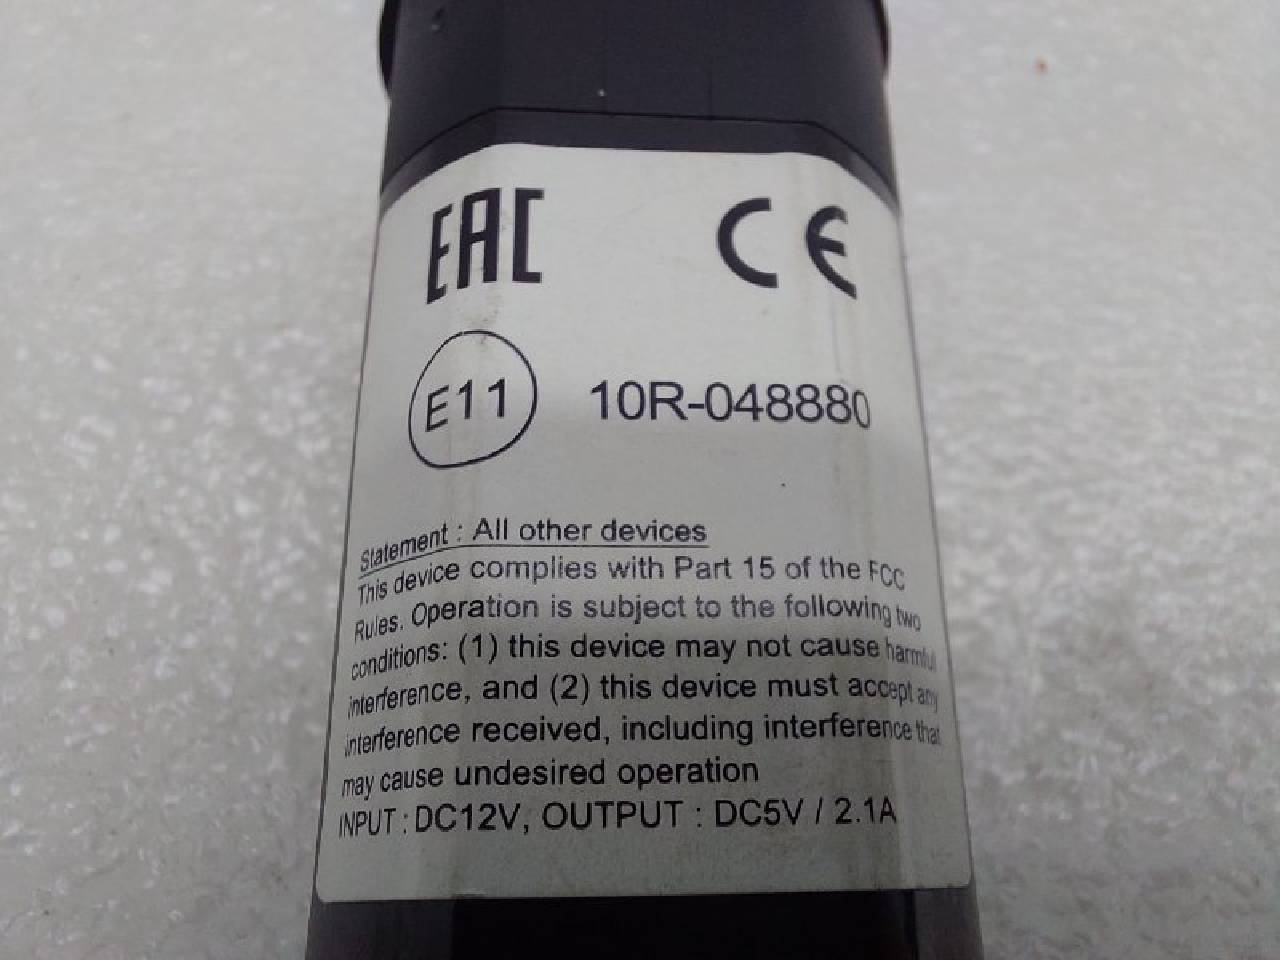 EAC CE
E11 10R-048880
Statement : All other devices
This device complies with Part 15 of the FCC
Rules. Operation is subject to the following two
conditions: (1) this device may not cause harmful
interference, and (2) this device must accept any
interference received, including interference that
may cause undesired operation
INPUT : DC12V, OUTPUT : DC5V / 2.1A